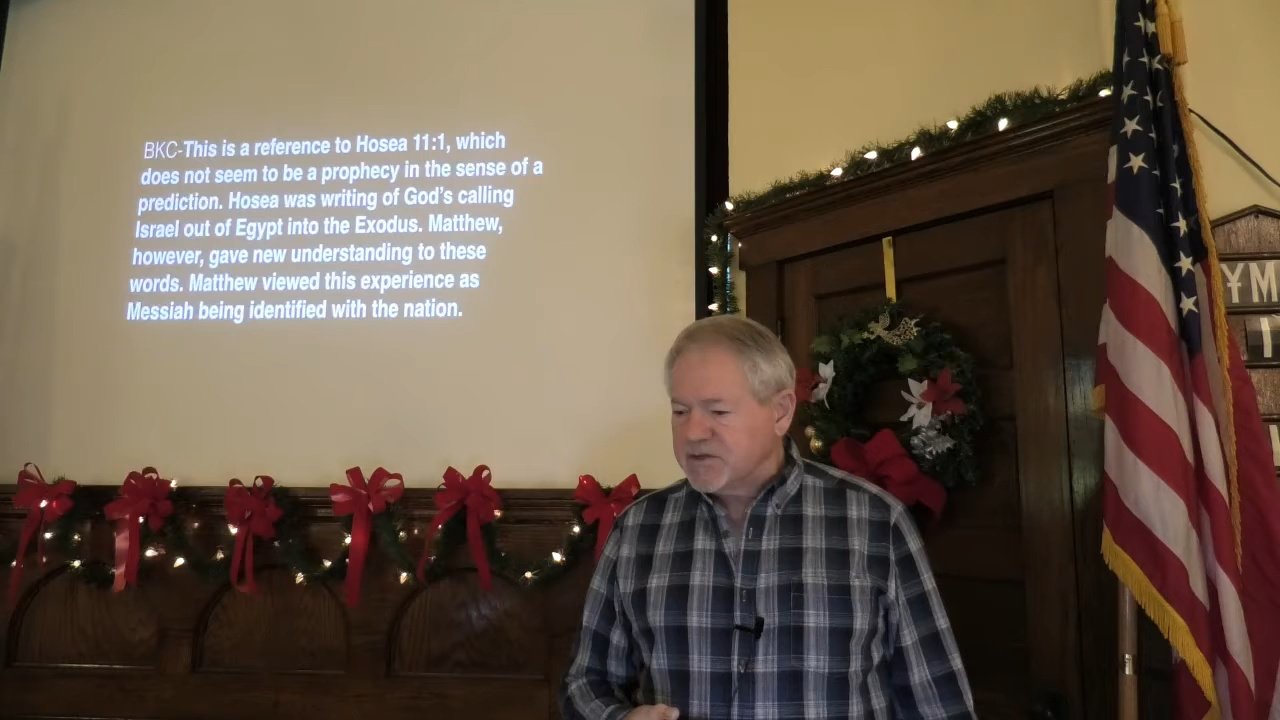 BKC-This is a reference to Hosea 11:1, which
does not seem to be a prophecy in the sense of a
prediction. Hosea was writing of God's calling
Israel out of Egypt into the Exodus. Matthew,
however, gave new understanding to these
words. Matthew viewed this experience as
Messiah being identified with the nation.
YM